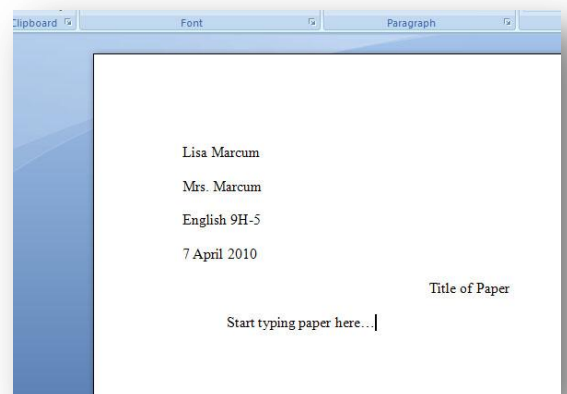 Clipboard Font Paragraph
Lisa Marcum
Mrs. Marcum
English 9H-5
7 April 2010
Title of Paper
Start typing paper here...